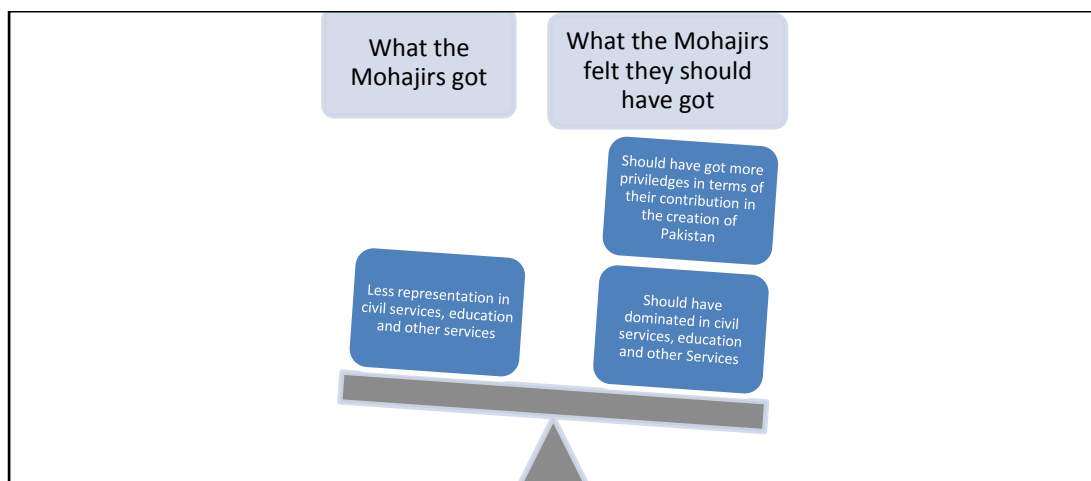 What the
Mohajirs got
What the Mohajirs
felt they should
have got
Should have got more
priviledges in terms of
their contribution in
the creation of
Pakistan
Less representation in
civil services, education
and other services
Should have
dominated in civil
services, education
and other Services